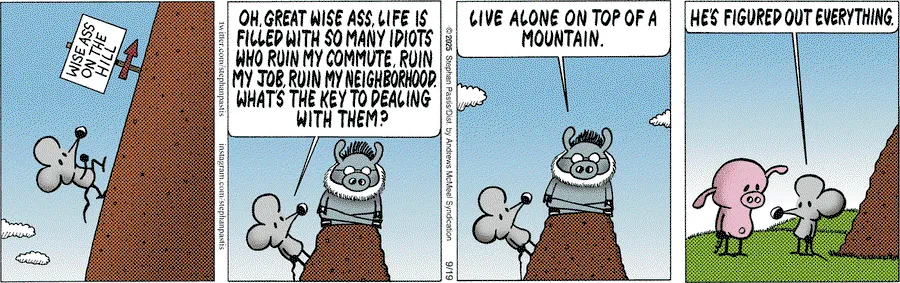 WISE ASS
ON THE
HILL
Twitter.com/stephanpastis
instagram.com/stephanpastis
OH, GREAT WISE ASS, LIFE IS
FILLED WITH SO MANY IDIOTS
WHO RUIN MY COMMUTE, RUIN
MY JOB, RUIN MY NEIGHBORHOOD.
WHAT'S THE KEY TO DEALING
WITH THEM?
© 2025 Stephan Pastis/Dist. by Andrews McMeel Syndication
9/19
LIVE ALONE ON TOP OF A
MOUNTAIN.
HE'S FIGURED OUT EVERYTHING.